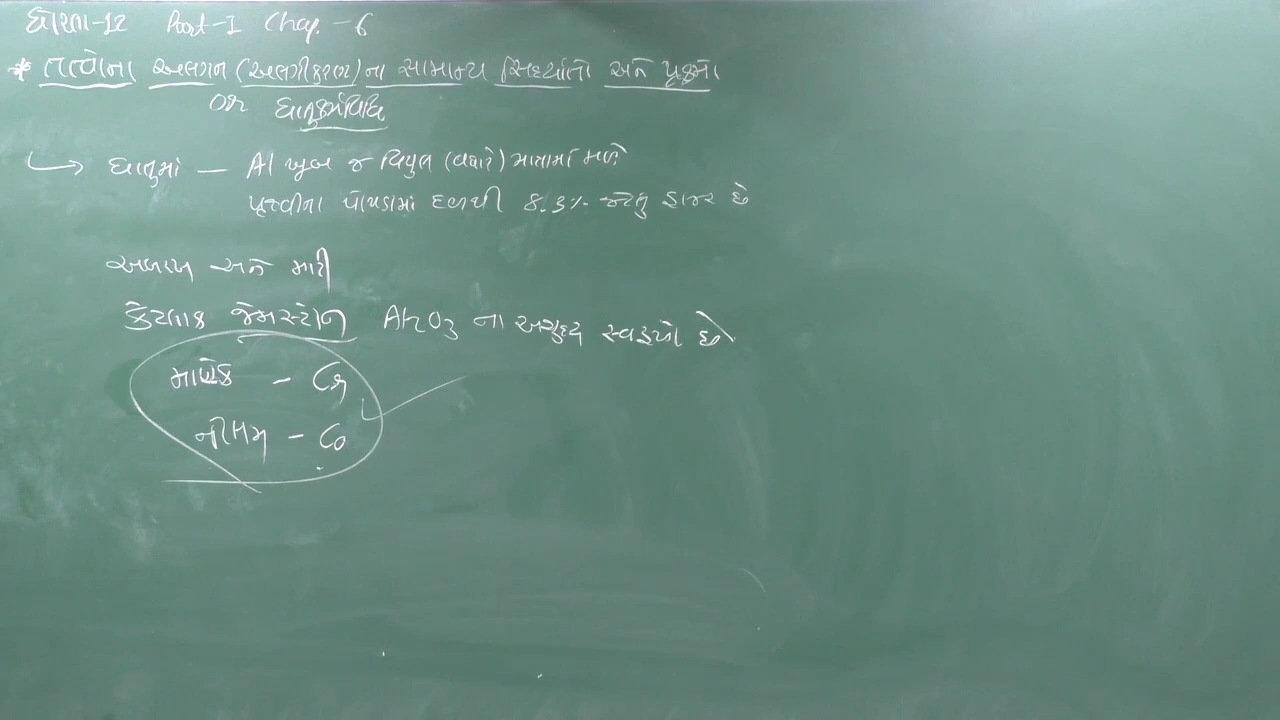 ધોરણ-12 Part-I Chap. - 6
* તત્વોના અલગન (અલગીકરણ) ના સામાન્ય સિદ્ધાંતો અને પ્રક્રમો
OR ધાતુકર્મવિધિ
↳ ધાતુમાં — Al ખુબ જ વિપુલ (વધારે) માત્રામાં મળે
પૃથ્વીના પોપડામાં દળથી 8.3% જેટલુ હાજર છે
અબરખ અને માટી
કેટલાક જેમસ્ટોન Al2O3 ના અશુદ્ધ સ્વરૂપો છે
માણેક - Cr
નીલમ - Co